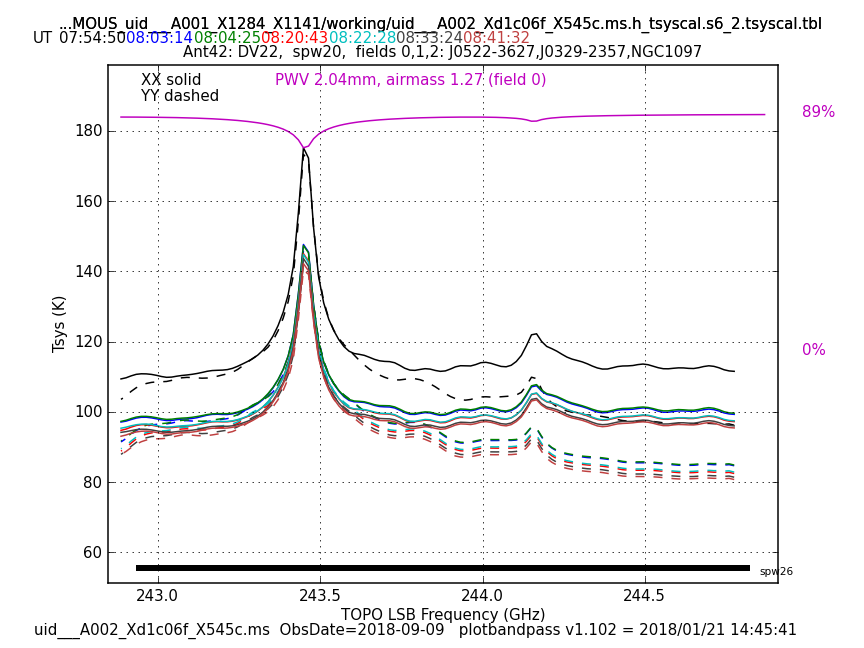 ...MOUS_uid___A001_X1284_X1141/working/uid___A002_Xd1c06f_X545c.ms.h_tsyscal.s6_2.tsyscal.tbl
UT 07:54:50 08:03:14 08:04:25 08:20:43 08:22:28 08:33:24 08:41:32
Ant42: DV22,  spw20,  fields 0,1,2: J0522-3627,J0329-2357,NGC1097
XX solid
PWV 2.04mm, airmass 1.27 (field 0)
YY dashed
89%
180
160
140
120
100
80
60
0%
Tsys (K)
spw26
243.0 243.5 244.0 244.5
TOPO LSB Frequency (GHz)
uid___A002_Xd1c06f_X545c.ms  ObsDate=2018-09-09   plotbandpass v1.102 = 2018/01/21 14:45:41